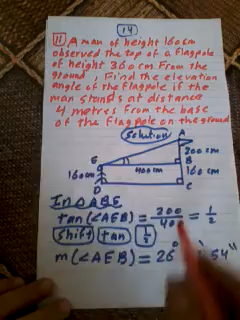 14
11 A man of height 160 cm
observed the top of a flagpole
of height 360 cm From the
ground, Find the elevation
angle of the flagpole if the
man stands at distance
4 metres From the base
of the flagpole on the ground
Solution
A
200 cm
E
B
400 cm
160 cm
160 cm
D
C
In Δ ABE
tan(∠AEB) = 200/400 = 1/2
Shift tan 1/2
m(∠AEB) = 26° 54"